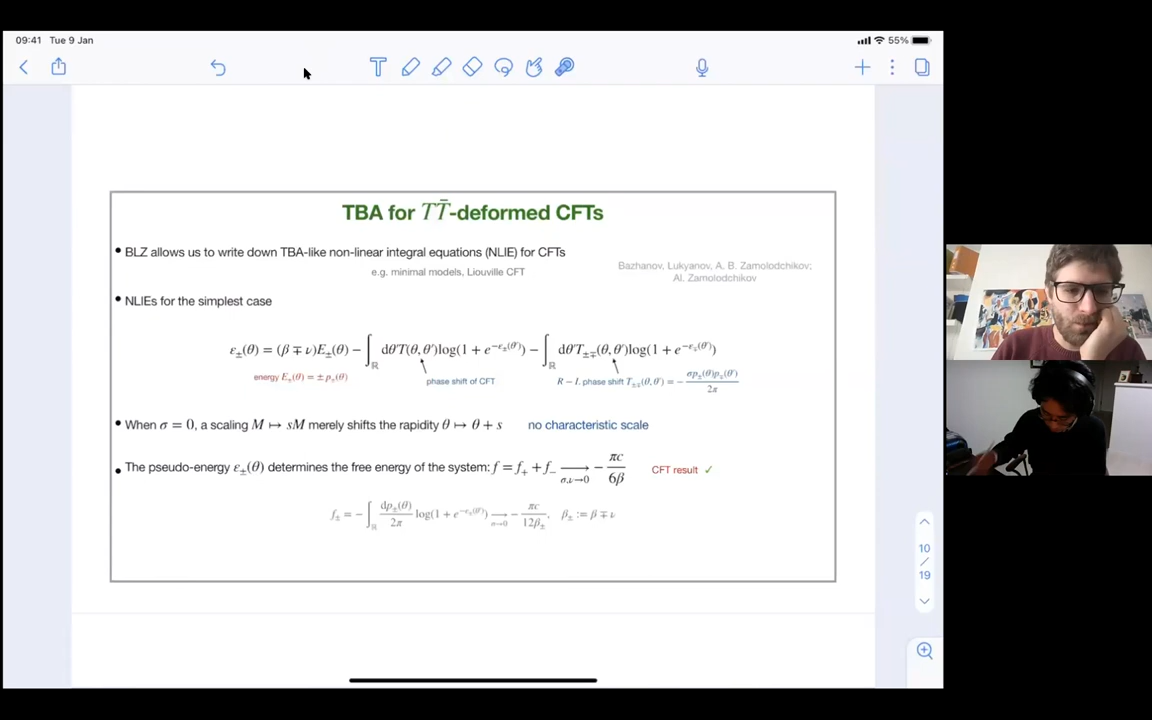 09:41 Tue 9 Jan
55%
TBA for TT̄-deformed CFTs
• BLZ allows us to write down TBA-like non-linear integral equations (NLIE) for CFTs
e.g. minimal models, Liouville CFT
Bazhanov, Lukyanov, A. B. Zamolodchikov;
Al. Zamolodchikov
• NLIEs for the simplest case
ε±(θ) = (β ∓ ν)E±(θ) − ∫ℝ dθ′T(θ, θ′)log(1 + e^{−ε±(θ′)}) − ∫ℝ dθ′T±∓(θ, θ′)log(1 + e^{−ε∓(θ′)})
energy E±(θ) = ±p±(θ)
phase shift of CFT
R − L phase shift T±∓(θ, θ′) = − σp±(θ)p∓(θ′) / 2π
• When σ = 0, a scaling M ↦ sM merely shifts the rapidity θ ↦ θ + s no characteristic scale
• The pseudo-energy ε±(θ) determines the free energy of the system: f = f₊ + f₋ ⟶ (σ,ν→0) − πc / 6β CFT result ✓
f± = − ∫ℝ dp±(θ) / 2π log(1 + e^{−ε±(θ)}) ⟶ (σ→0) − πc / 12β±, β± := β ∓ ν
10
/
19